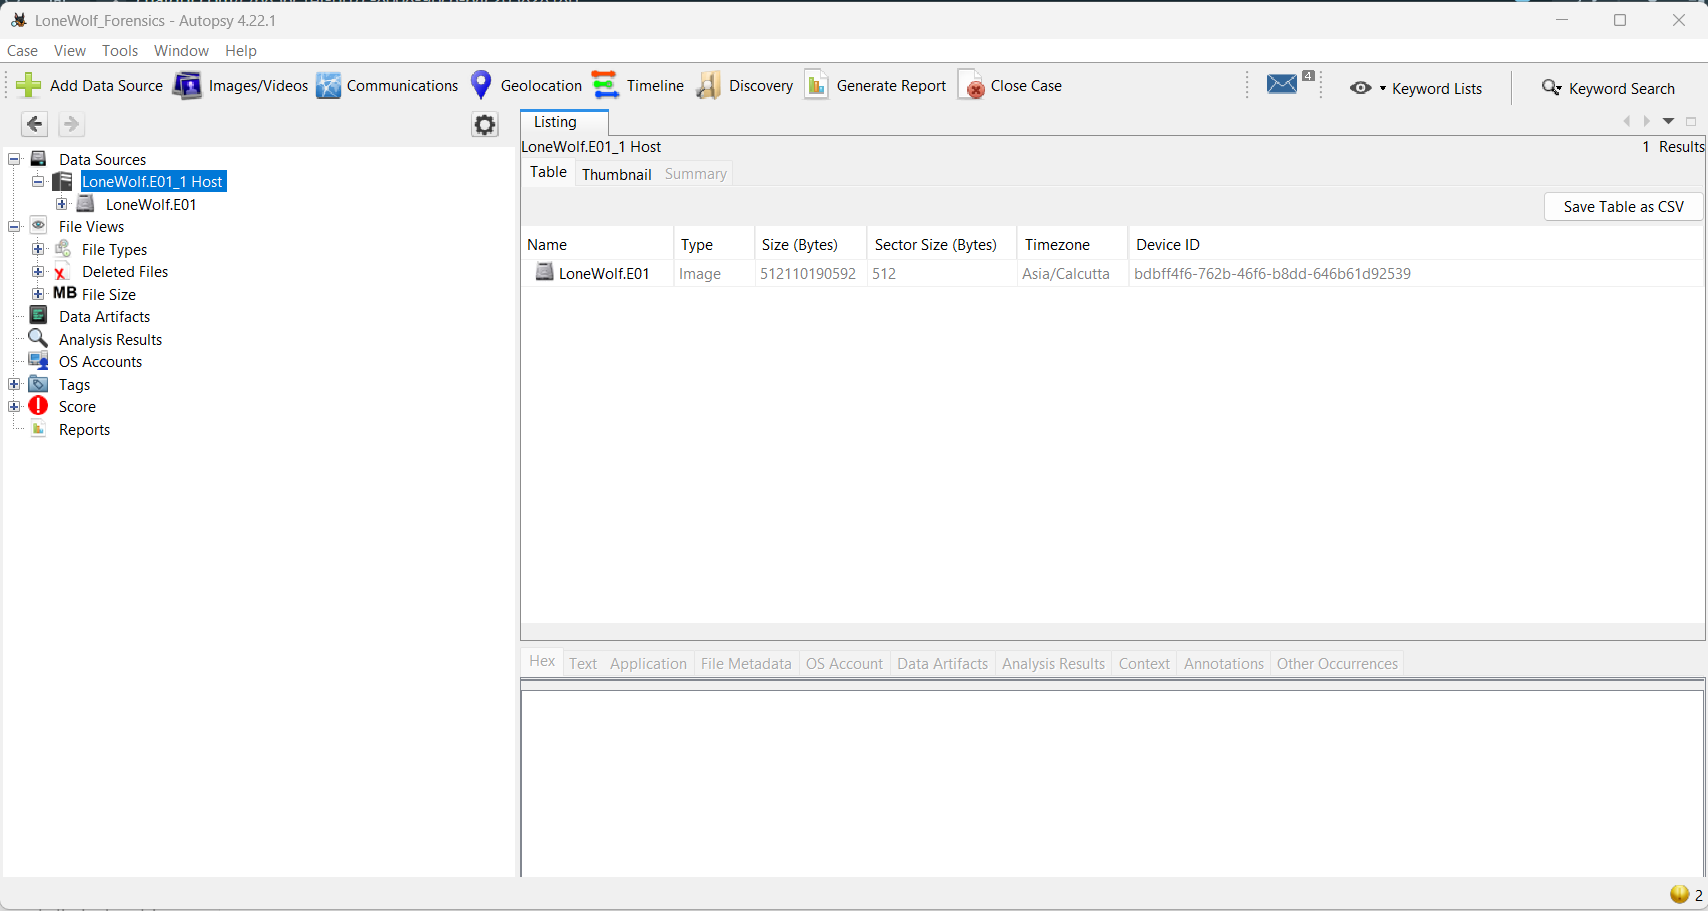 LoneWolf_Forensics - Autopsy 4.22.1
Case View Tools Window Help
Add Data Source Images/Videos Communications Geolocation Timeline Discovery Generate Report Close Case 4 Keyword Lists Keyword Search
Listing
Data Sources
LoneWolf.E01_1 Host
LoneWolf.E01
File Views
File Types
Deleted Files
MB File Size
Data Artifacts
Analysis Results
OS Accounts
Tags
Score
Reports
LoneWolf.E01_1 Host 1 Results
Table Thumbnail Summary
Save Table as CSV
Name Type Size (Bytes) Sector Size (Bytes) Timezone Device ID
LoneWolf.E01 Image 512110190592 512 Asia/Calcutta bdbff4f6-762b-46f6-b8dd-646b61d92539
Hex Text Application File Metadata OS Account Data Artifacts Analysis Results Context Annotations Other Occurrences
2